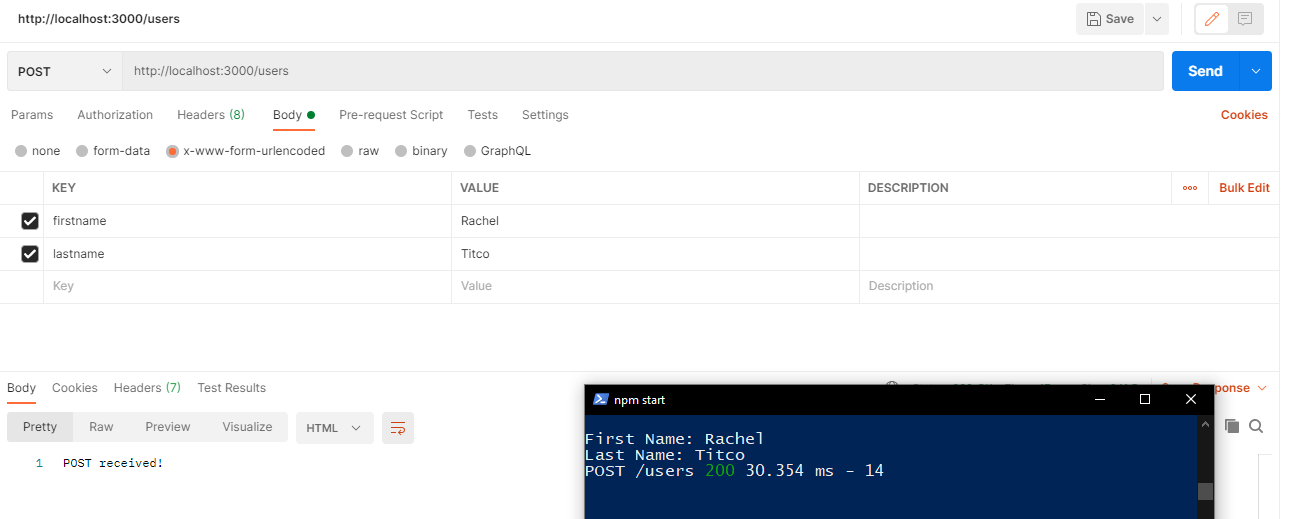 http://localhost:3000/users
Save
POST
http://localhost:3000/users
Send
Params Authorization Headers (8) Body Pre-request Script Tests Settings Cookies
none form-data x-www-form-urlencoded raw binary GraphQL
KEY VALUE DESCRIPTION Bulk Edit
firstname Rachel
lastname Titco
Key Value Description
Body Cookies Headers (7) Test Results
Pretty Raw Preview Visualize HTML
1 POST received!
npm start
First Name: Rachel
Last Name: Titco
POST /users 200 30.354 ms - 14